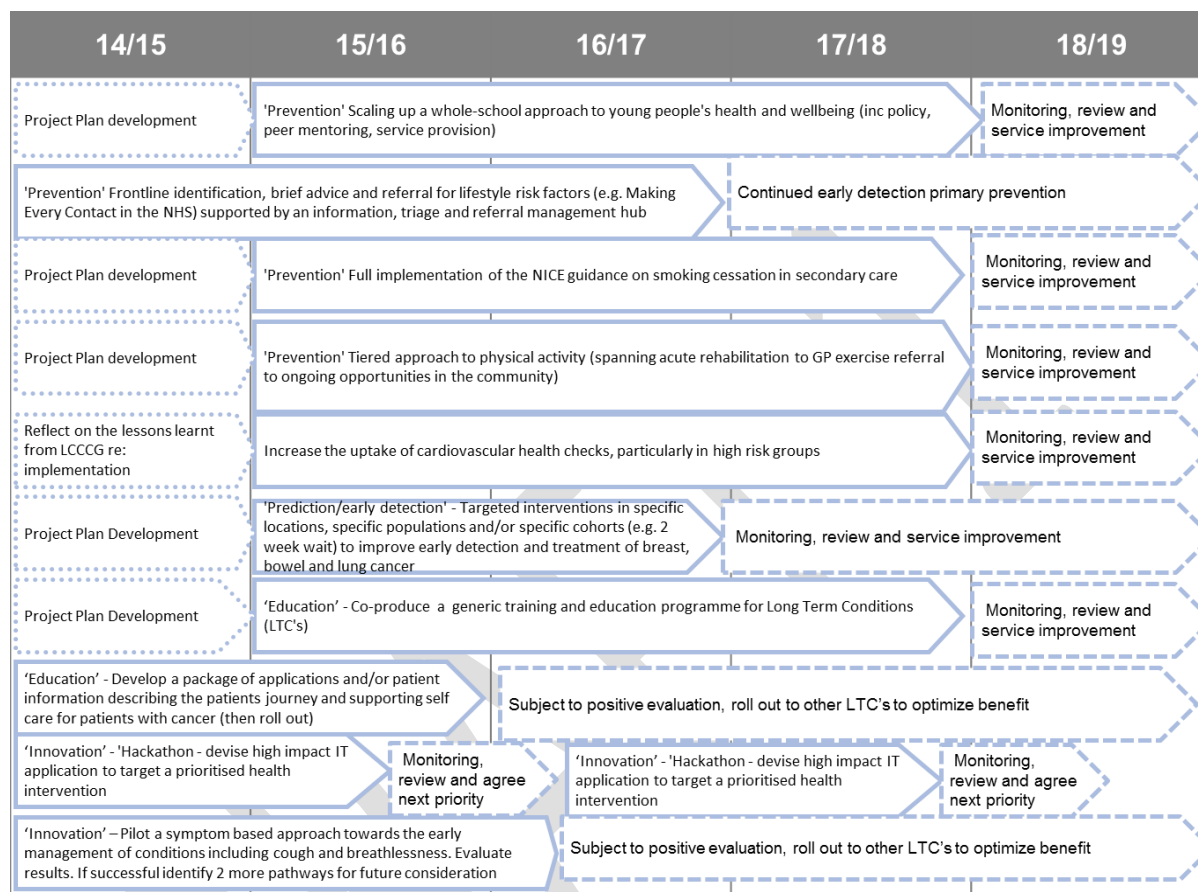 14/15
15/16
16/17
17/18
18/19
Project Plan development
'Prevention' Scaling up a whole-school approach to young people's health and wellbeing (inc policy,
peer mentoring, service provision)
Monitoring, review and
service improvement
'Prevention' Frontline identification, brief advice and referral for lifestyle risk factors (e.g. Making
Every Contact in the NHS) supported by an information, triage and referral management hub
Continued early detection primary prevention
Project Plan development
'Prevention' Full implementation of the NICE guidance on smoking cessation in secondary care
Monitoring, review and
service improvement
Project Plan development
'Prevention' Tiered approach to physical activity (spanning acute rehabilitation to GP exercise referral
to ongoing opportunities in the community)
Monitoring, review and
service improvement
Reflect on the lessons learnt
from LCCCG re:
implementation
Increase the uptake of cardiovascular health checks, particularly in high risk groups
Monitoring, review and
service improvement
Project Plan Development
'Prediction/early detection' - Targeted interventions in specific
locations, specific populations and/or specific cohorts (e.g. 2
week wait) to improve early detection and treatment of breast,
bowel and lung cancer
Monitoring, review and service improvement
Project Plan Development
‘Education’ - Co-produce a generic training and education programme for Long Term Conditions
(LTC's)
Monitoring, review and
service improvement
‘Education’ - Develop a package of applications and/or patient
information describing the patients journey and supporting self
care for patients with cancer (then roll out)
Subject to positive evaluation, roll out to other LTC’s to optimize benefit
‘Innovation’ - 'Hackathon - devise high impact IT
application to target a prioritised health
intervention
Monitoring,
review and agree
next priority
‘Innovation’ - 'Hackathon - devise high impact IT
application to target a prioritised health
intervention
Monitoring,
review and agree
next priority
‘Innovation’ – Pilot a symptom based approach towards the early
management of conditions including cough and breathlessness. Evaluate
results. If successful identify 2 more pathways for future consideration
Subject to positive evaluation, roll out to other LTC’s to optimize benefit